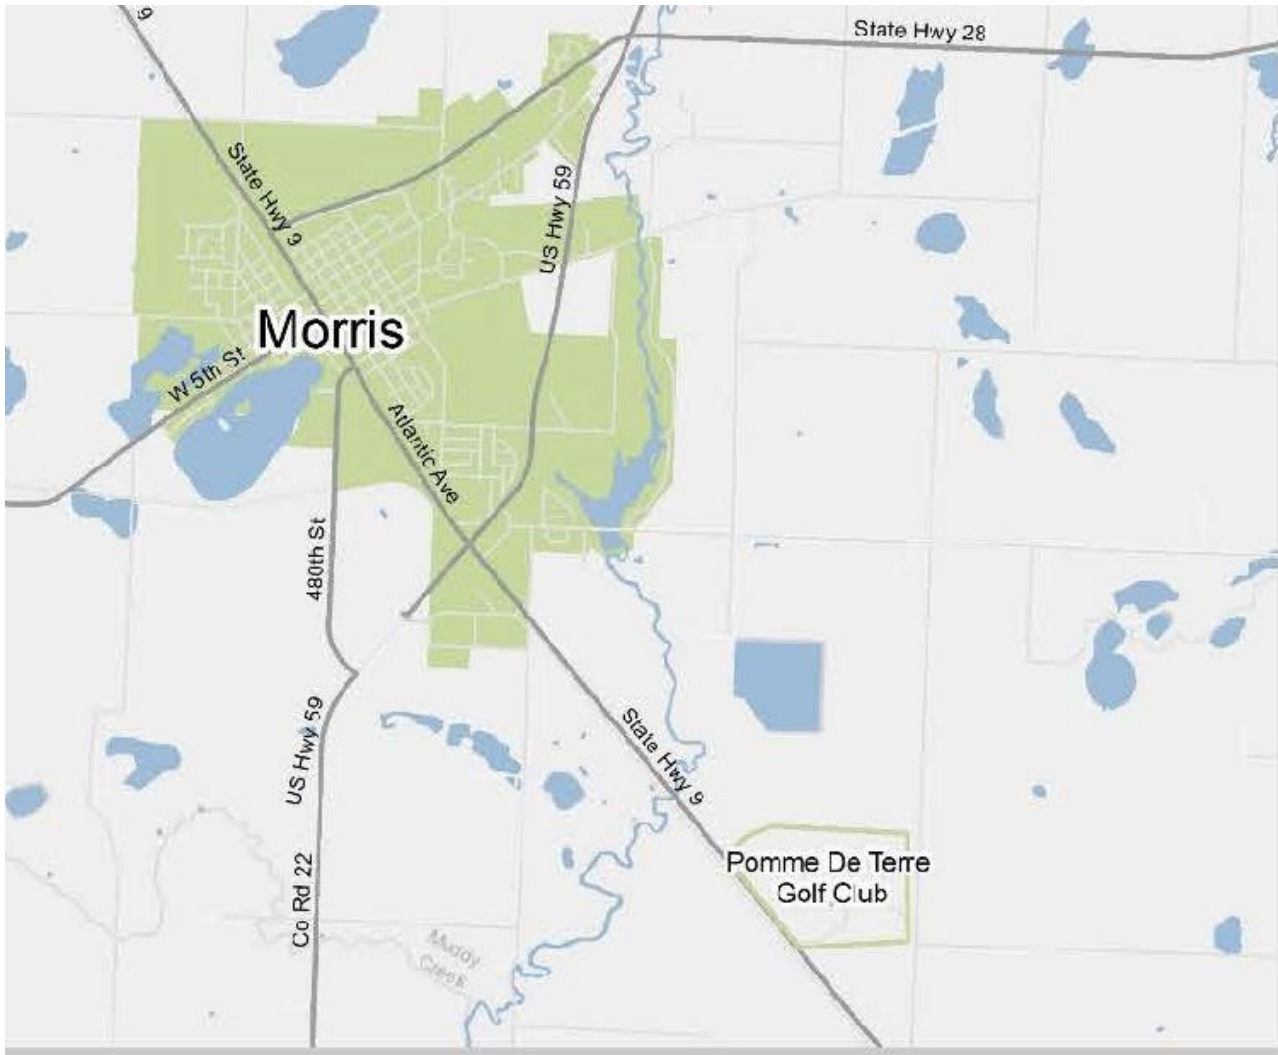 9
State Hwy 28
State Hwy 9
US Hwy 59
Morris
W 5th St
Atlantic Ave
480th St
US Hwy 59
State Hwy 9
Pomme De Terre
Golf Club
Co Rd 22
Muddy
Creek